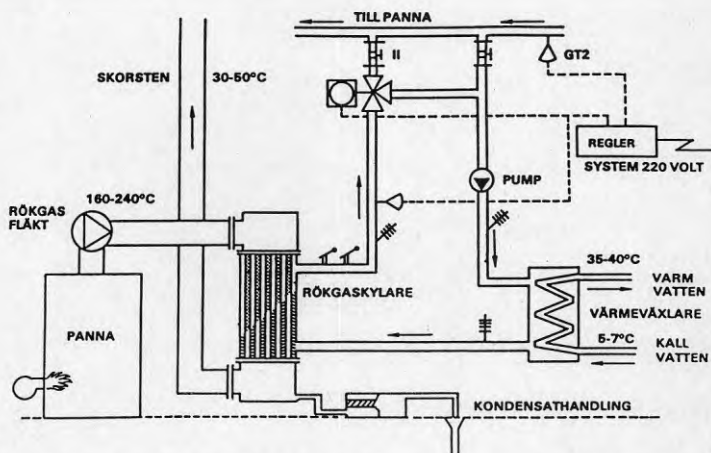 TILL PANNA
II
GT2
SKORSTEN
30-50°C
REGLER
SYSTEM 220 VOLT
PUMP
160-240°C
RÖKGAS
FLÄKT
35-40°C
VARM
VATTEN
RÖKGASKYLARE
VÄRMEVÄXLARE
PANNA
5-7°C
KALL
VATTEN
KONDENSATHANDLING